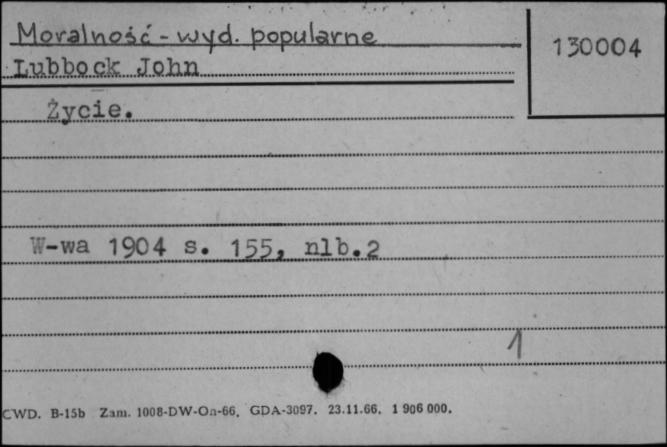 Moralność - wyd. popularne
130004
Lubbock John
Życie.
W-wa 1904 s. 155, nlb.2
1
CWD. B-15b Zam. 1008-DW-Oa-66. GDA-3097. 23.11.66. 1 906 000.